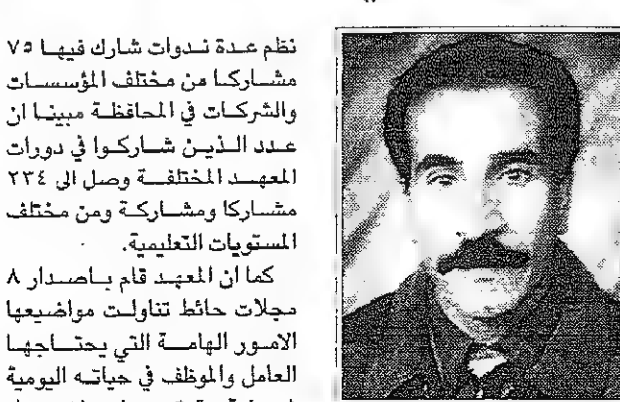 نظم عدة ندوات شارك فيها ٧٥
مشاركا من مختلف المؤسسات
والشركات في المحافظة مبينا ان
عدد الذين شاركوا في دورات
المعهد المختلفة وصل الى ٢٣٤
مشاركا ومشاركة ومن مختلف
المستويات التعليمية.
كما ان المعهد قام باصدار ٨
مجلات حائط تناولت مواضيعها
الامور الهامة التي يحتاجها
العامل والموظف في حياته اليومية